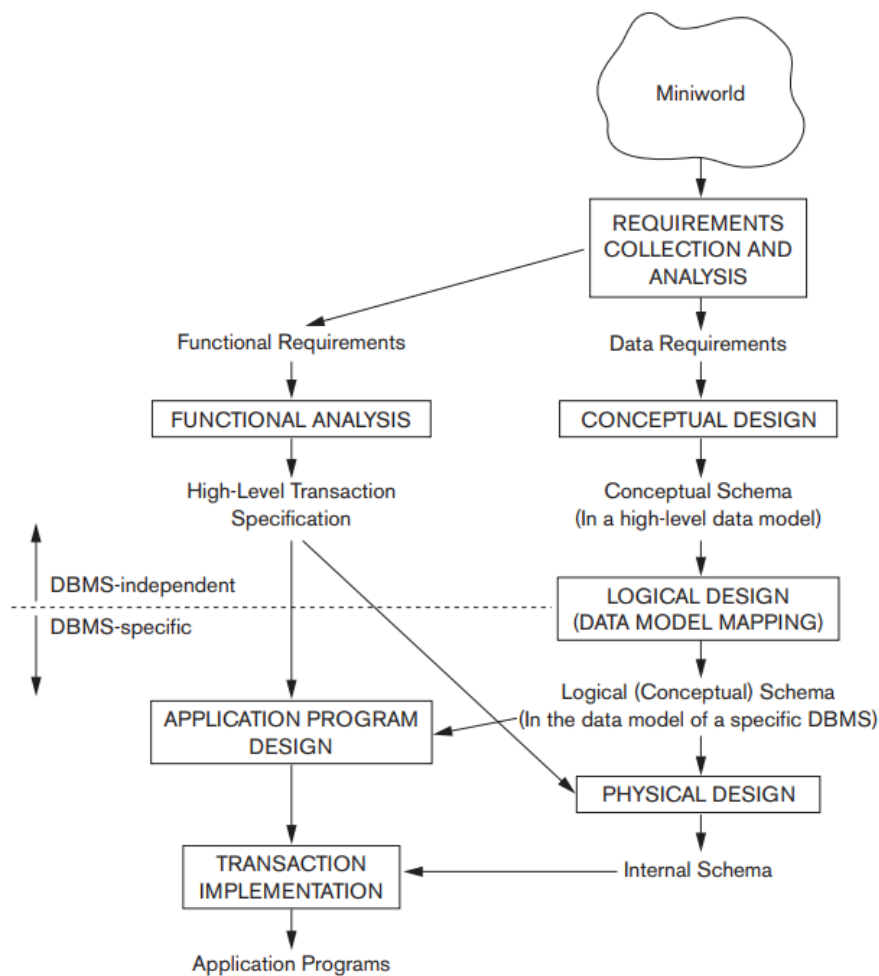 Miniworld
REQUIREMENTS
COLLECTION AND
ANALYSIS
Functional Requirements
Data Requirements
FUNCTIONAL ANALYSIS
CONCEPTUAL DESIGN
High-Level Transaction
Specification
Conceptual Schema
(In a high-level data model)
DBMS-independent
DBMS-specific
LOGICAL DESIGN
(DATA MODEL MAPPING)
Logical (Conceptual) Schema
(In the data model of a specific DBMS)
APPLICATION PROGRAM
DESIGN
PHYSICAL DESIGN
TRANSACTION
IMPLEMENTATION
Internal Schema
Application Programs